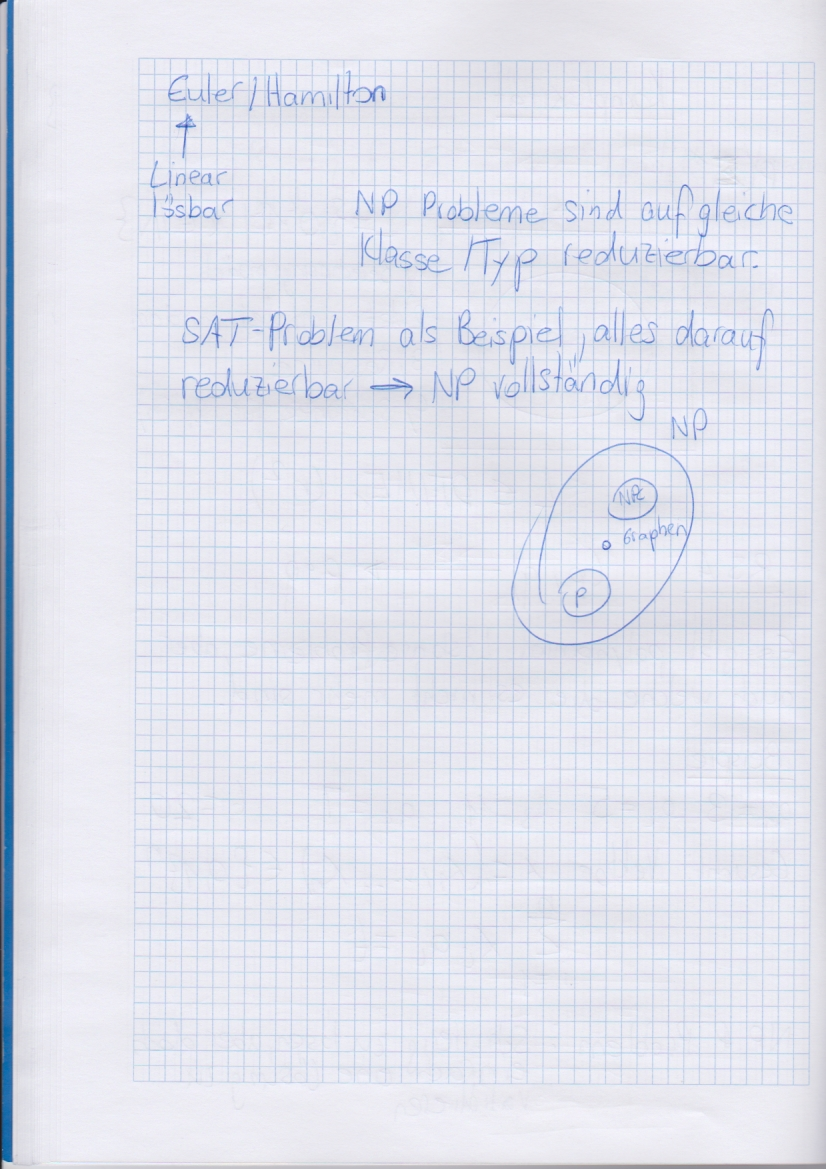 Euler/Hamilton
Linear
lösbar
NP Probleme sind auf gleiche
Klasse/Typ reduzierbar.
SAT-Problem als Beispiel, alles darauf
reduzierbar → NP vollständig
NP
NPC
Graphen
P